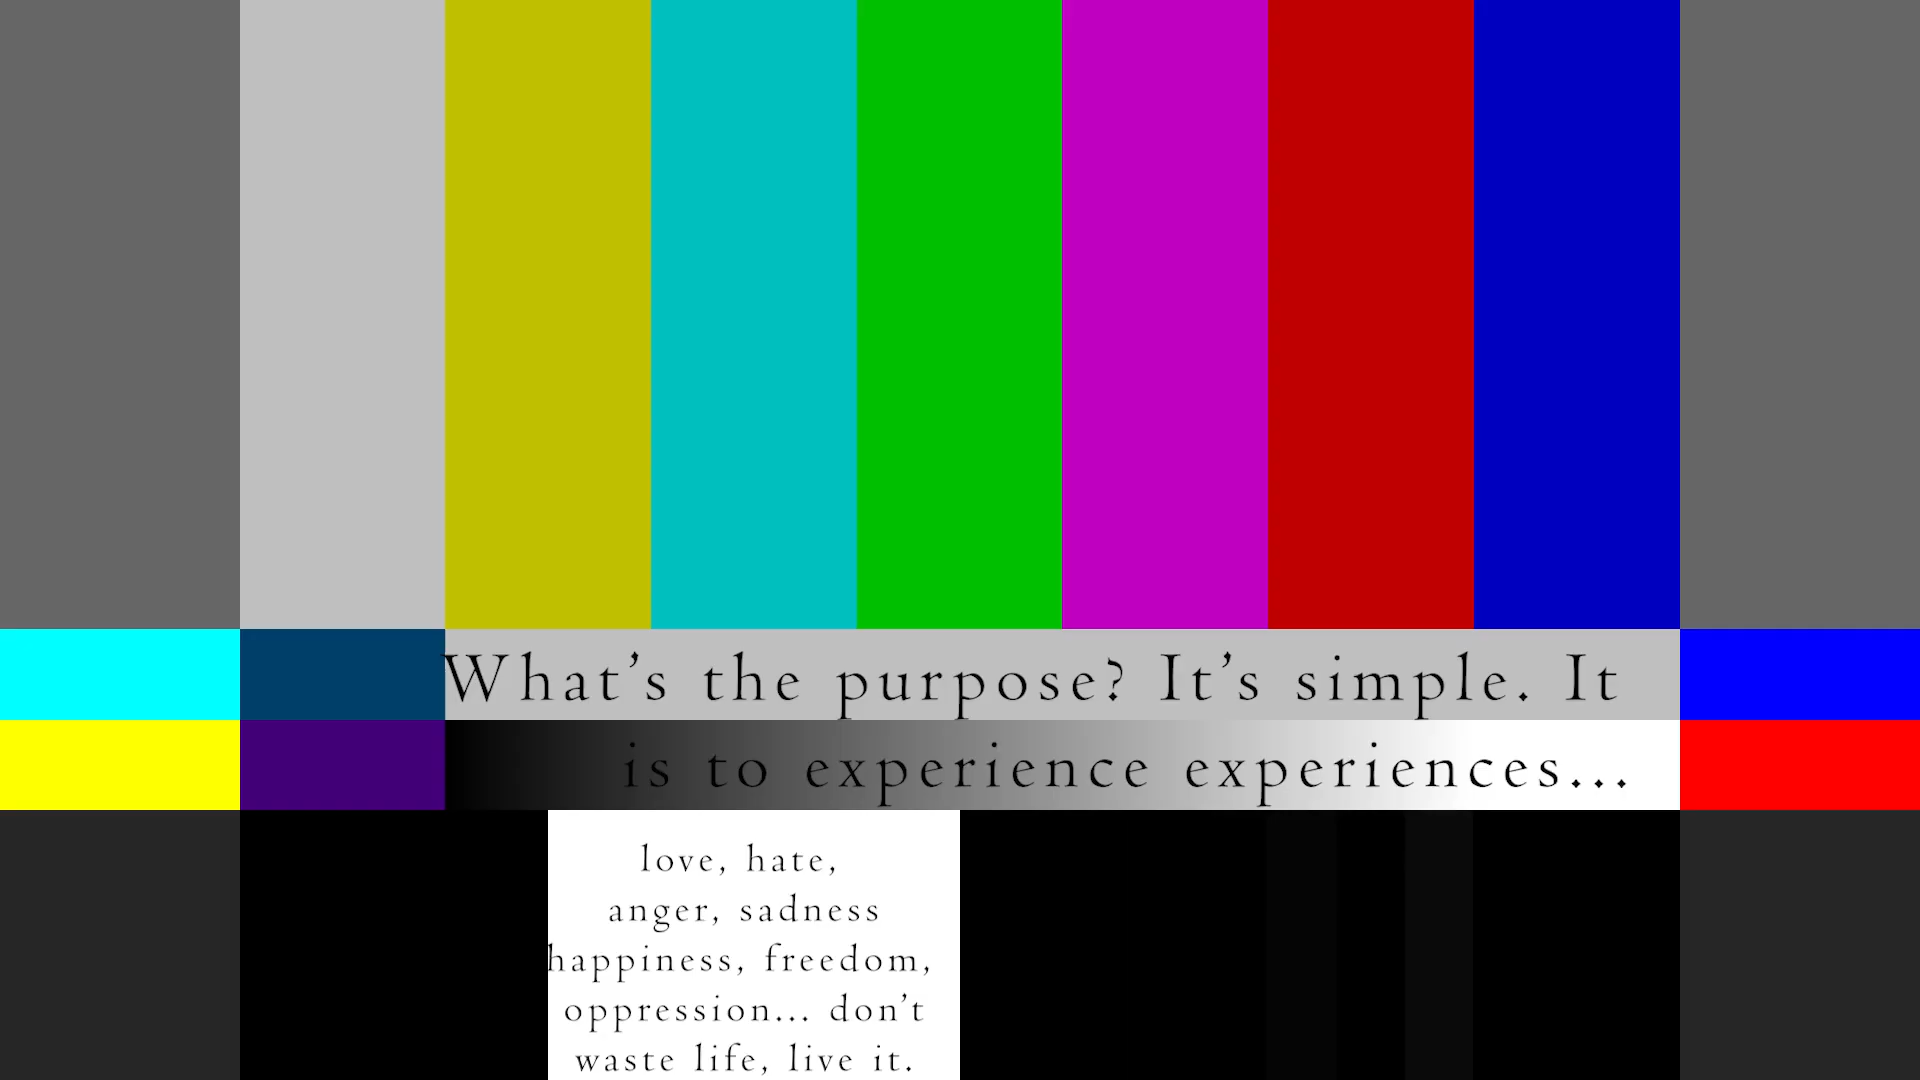 What’s the purpose? It’s simple. It
is to experience experiences...
love, hate,
anger, sadness
happiness, freedom,
oppression... don’t
waste life, live it.